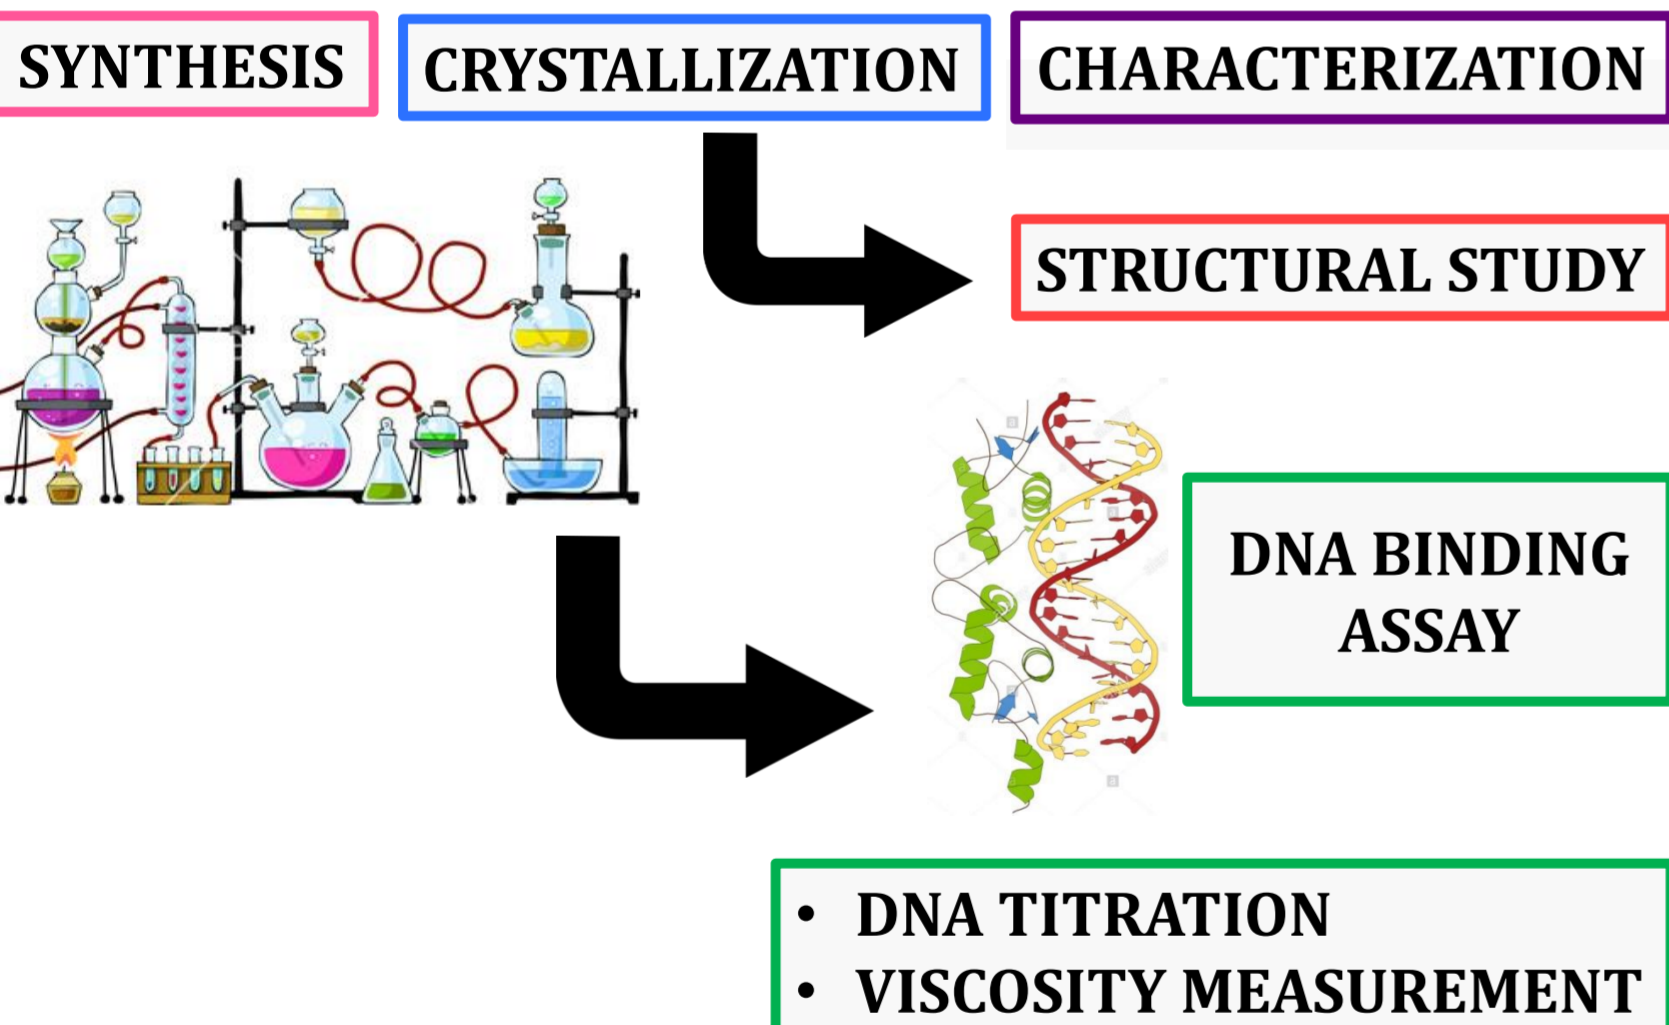 SYNTHESIS
CRYSTALLIZATION
CHARACTERIZATION
STRUCTURAL STUDY
DNA BINDING
ASSAY
• DNA TITRATION
• VISCOSITY MEASUREMENT